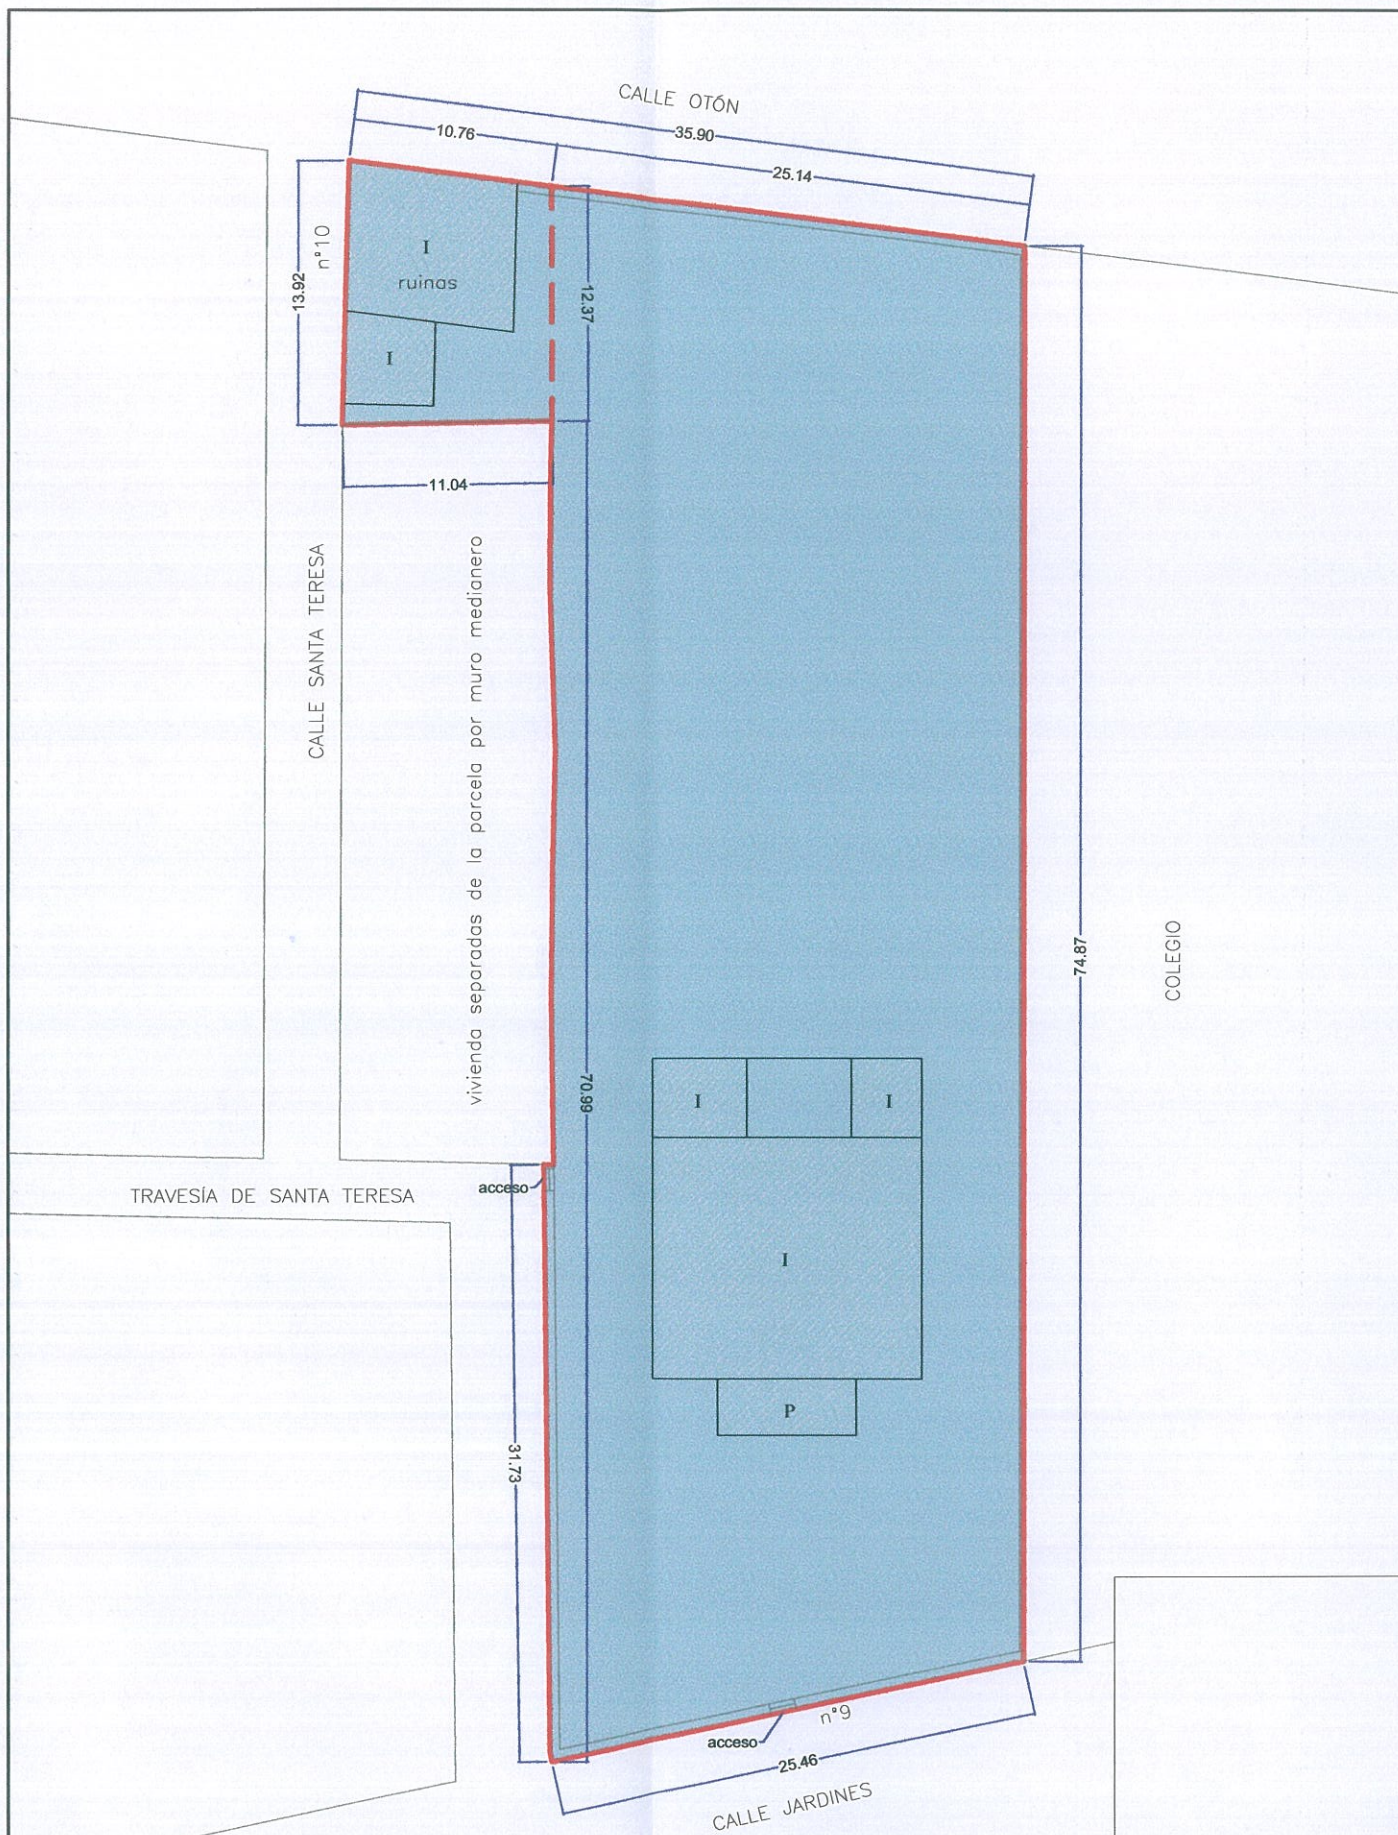 CALLE OTÓN
35.90
10.76
25.14
n°10
13.92
I
ruinas
12.37
I
11.04
CALLE SANTA TERESA
vivienda separadas de la parcela por muro medianero
74.87
COLEGIO
70.99
I
I
TRAVESÍA DE SANTA TERESA
acceso
I
P
31.73
n°9
acceso
25.46
CALLE JARDINES